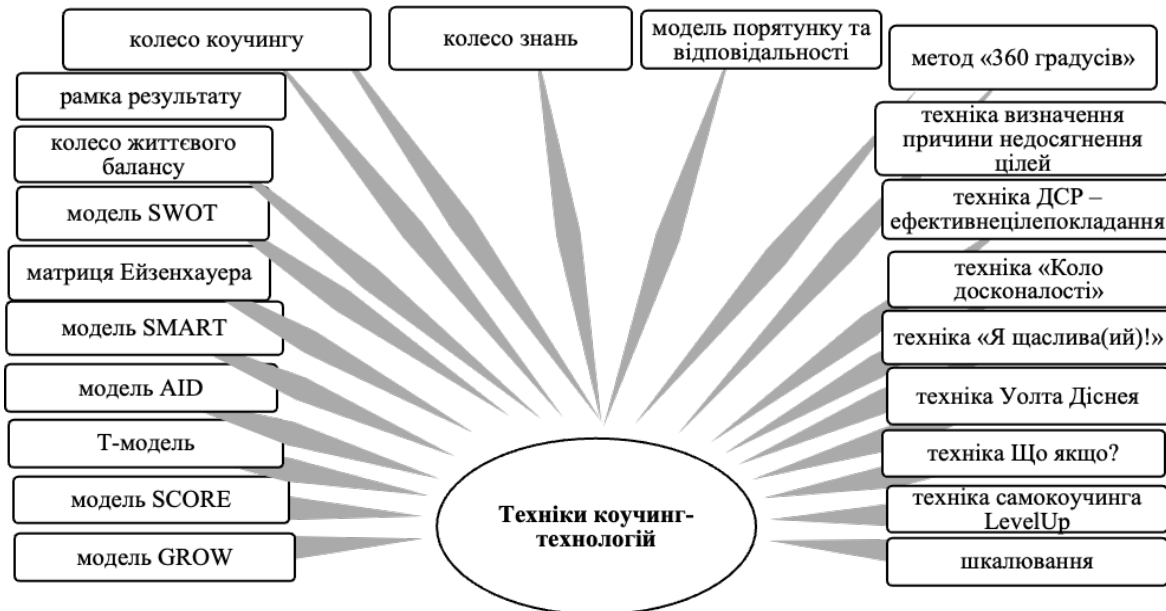 колесо коучингу
колесо знань
модель порятунку та
відповідальності
метод «360 градусів»
рамка результату
колесо життєвого
балансу
модель SWOT
матриця Ейзенхауера
модель SMART
модель AID
Т-модель
модель SCORE
модель GROW
техніка визначення
причини недосягнення
цілей
техніка ДСР –
ефективнецілепокладання
техніка «Коло
досконалості»
техніка «Я щаслива(ий)!»
техніка Уолта Діснея
техніка Що якщо?
техніка самокоучинга
LevelUp
шкалювання
Техніки коучинг-
технологій